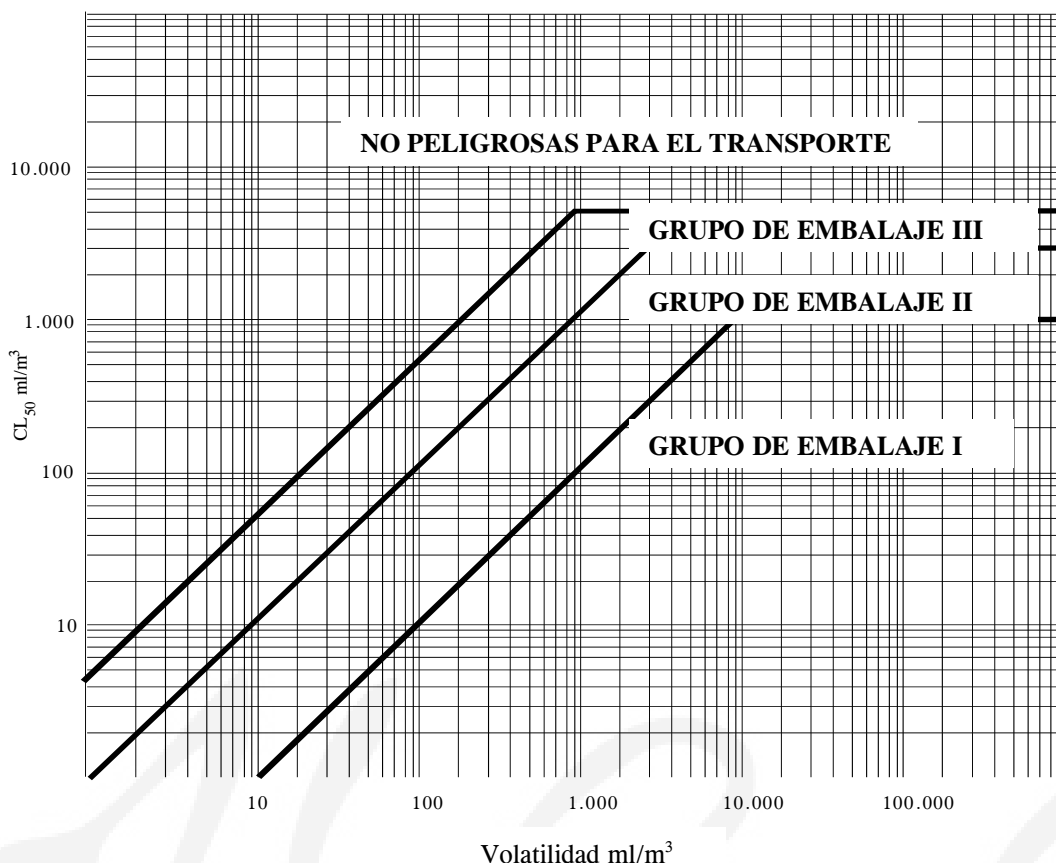 NO PELIGROSAS PARA EL TRANSPORTE
10.000
GRUPO DE EMBALAJE III
GRUPO DE EMBALAJE II
1.000
CL50 ml/m³
GRUPO DE EMBALAJE I
100
10
10 100 1.000 10.000 100.000
Volatilidad ml/m³